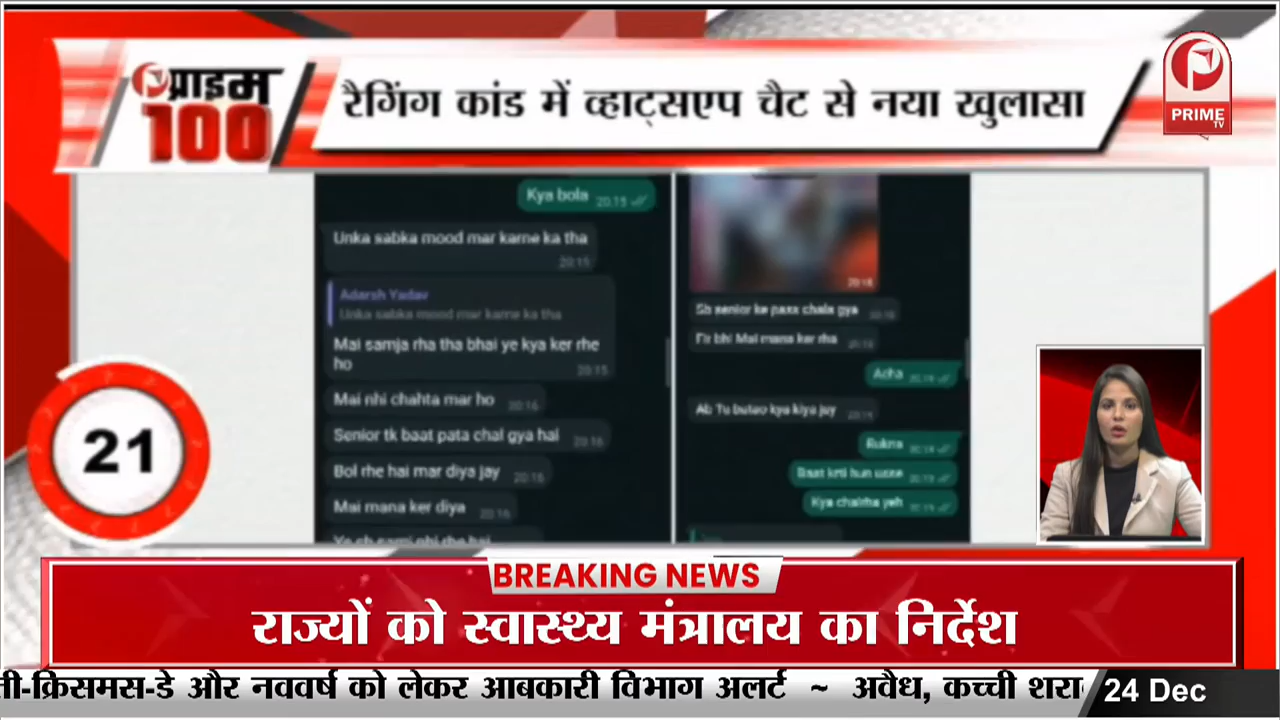 प्राइम
100
रैगिंग कांड में व्हाट्सएप चैट से नया खुलासा
PRIME
TV
Kya bola 20:15
Unka sabka mood mar karne ka tha
20:15
Adarsh Yadav
Unka sabka mood mar karne ka tha
Mai samja rha tha bhai ye kya ker rhe
ho 20:15
Mai nhi chahta mar ho 20:16
Senior tk baat pata chal gya hai 20:16
Bol rhe hai mar diya jay 20:16
Mai mana ker diya 20:16
Sb senior ke pass chala gya
Fir bhi Mai mana ker rha
Acha
Ab Tu batao kya kiya jay
Rukna
Baat krti hun usse
Kya chahta yeh
21
BREAKING NEWS
राज्यों को स्वास्थ्य मंत्रालय का निर्देश
ती-क्रिसमस-डे और नववर्ष को लेकर आबकारी विभाग अलर्ट ~ अवैध, कच्ची शरा
24 Dec